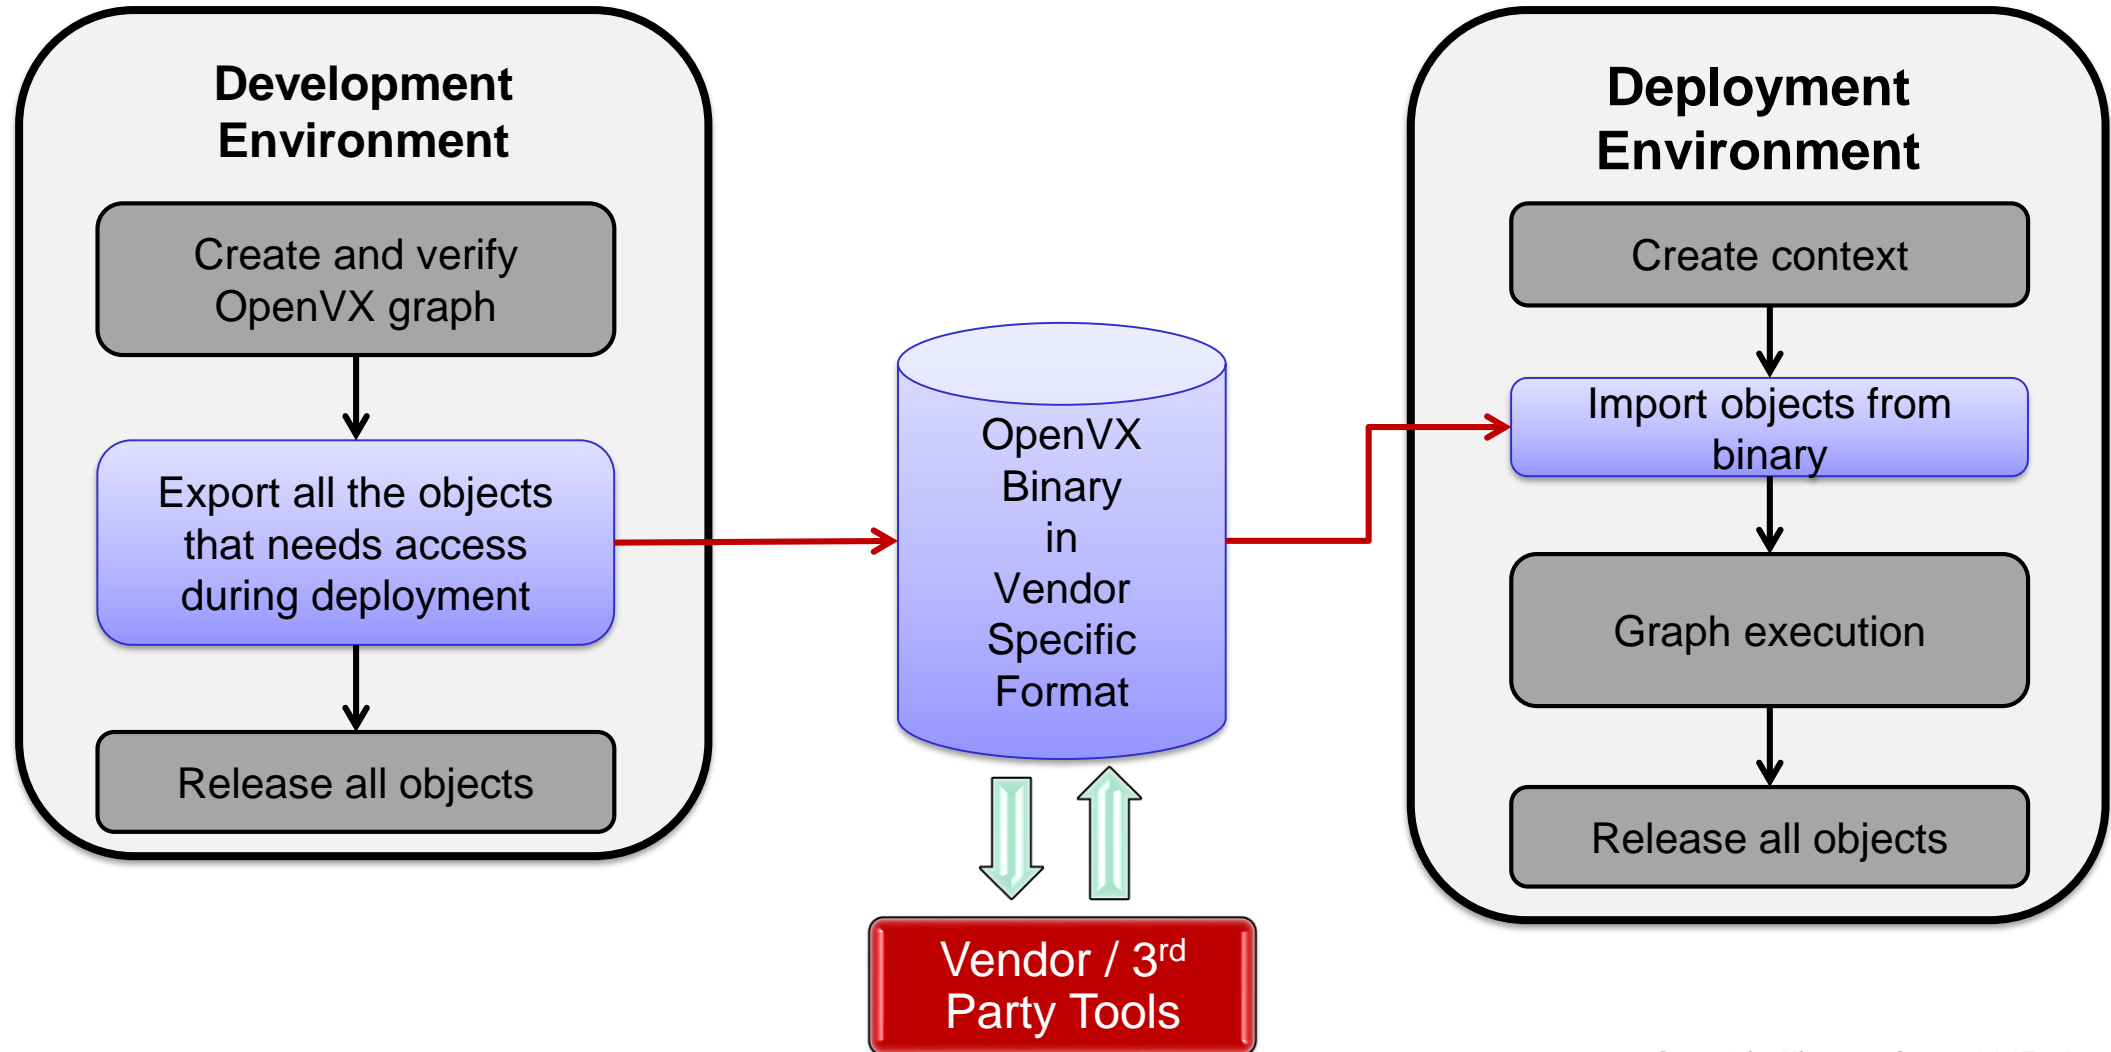 Development
Environment
Create and verify
OpenVX graph
Export all the objects
that needs access
during deployment
Release all objects
OpenVX
Binary
in
Vendor
Specific
Format
Vendor / 3rd
Party Tools
Deployment
Environment
Create context
Import objects from
binary
Graph execution
Release all objects